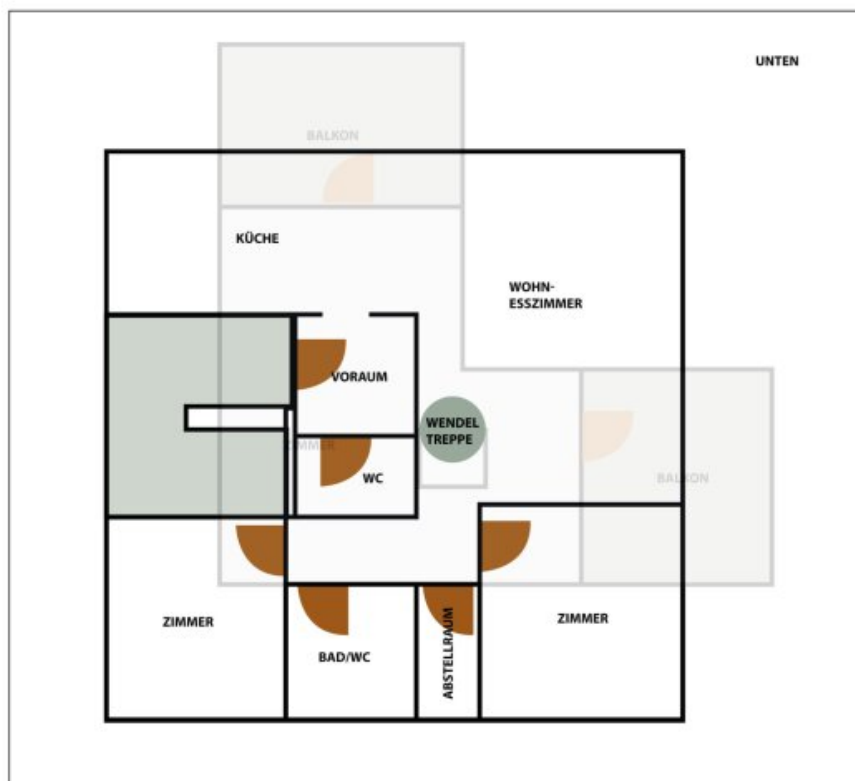 UNTEN
BALKON
KÜCHE
WOHN-
ESSZIMMER
VORAUM
WENDEL
TREPPE
ZIMMER
WC
BALKON
ZIMMER
BAD/WC
ABSTELLRAUM
ZIMMER